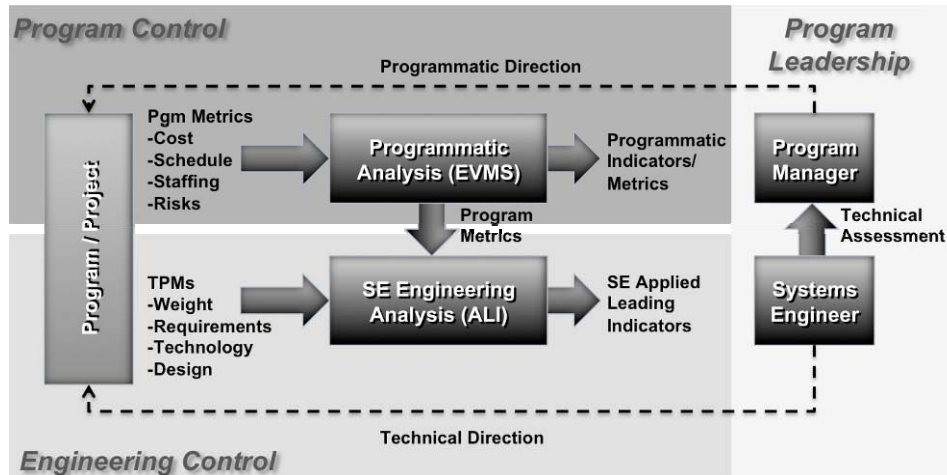 Program Control
Program
Leadership
Programmatic Direction
Program / Project
Pgm Metrics
-Cost
-Schedule
-Staffing
-Risks
Programmatic
Analysis (EVMS)
Programmatic
Indicators/
Metrics
Program
Manager
Program
Metrics
Technical
Assessment
TPMs
-Weight
-Requirements
-Technology
-Design
SE Engineering
Analysis (ALI)
SE Applied
Leading
Indicators
Systems
Engineer
Technical Direction
Engineering Control